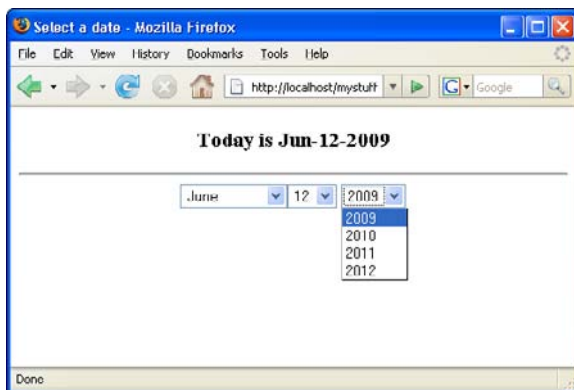 Select a date - Mozilla Firefox
File Edit View History Bookmarks Tools Help
http://localhost/mystuff G Google
Today is Jun-12-2009
June 12 2009
2009
2010
2011
2012
Done